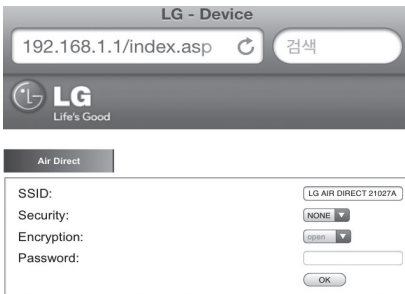 LG - Device
192.168.1.1/index.asp 검색
LG
Life's Good
Air Direct
SSID: LG AIR DIRECT 21027A
Security: NONE
Encryption: open
Password:
OK